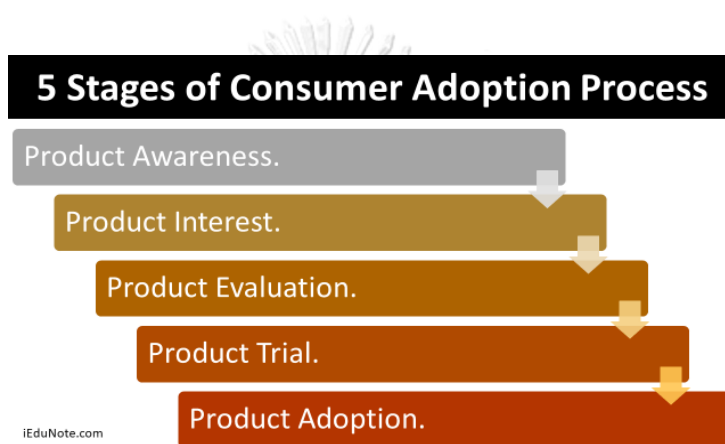 5 Stages of Consumer Adoption Process
Product Awareness.
Product Interest.
Product Evaluation.
Product Trial.
Product Adoption.
iEduNote.com